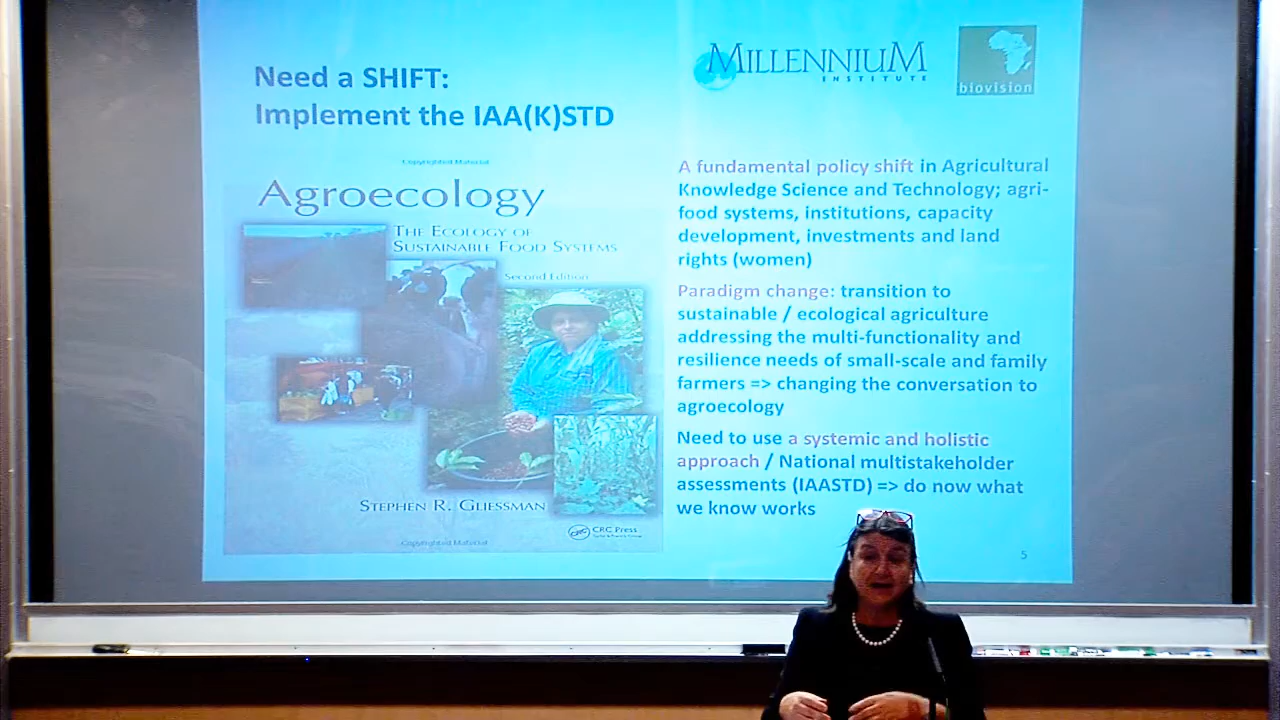 Need a SHIFT:
Implement the IAA(K)STD
MILLENNIUM
INSTITUTE
biovision
Copyrighted Material
Agroecology
THE ECOLOGY OF
SUSTAINABLE FOOD SYSTEMS
Second Edition
STEPHEN R. GLIESSMAN
CRC Press
Copyrighted Material
A fundamental policy shift in Agricultural
Knowledge Science and Technology; agri-
food systems, institutions, capacity
development, investments and land
rights (women)
Paradigm change: transition to
sustainable / ecological agriculture
addressing the multi-functionality and
resilience needs of small-scale and family
farmers => changing the conversation to
agroecology
Need to use a systemic and holistic
approach / National multistakeholder
assessments (IAASTD) => do now what
we know works
5